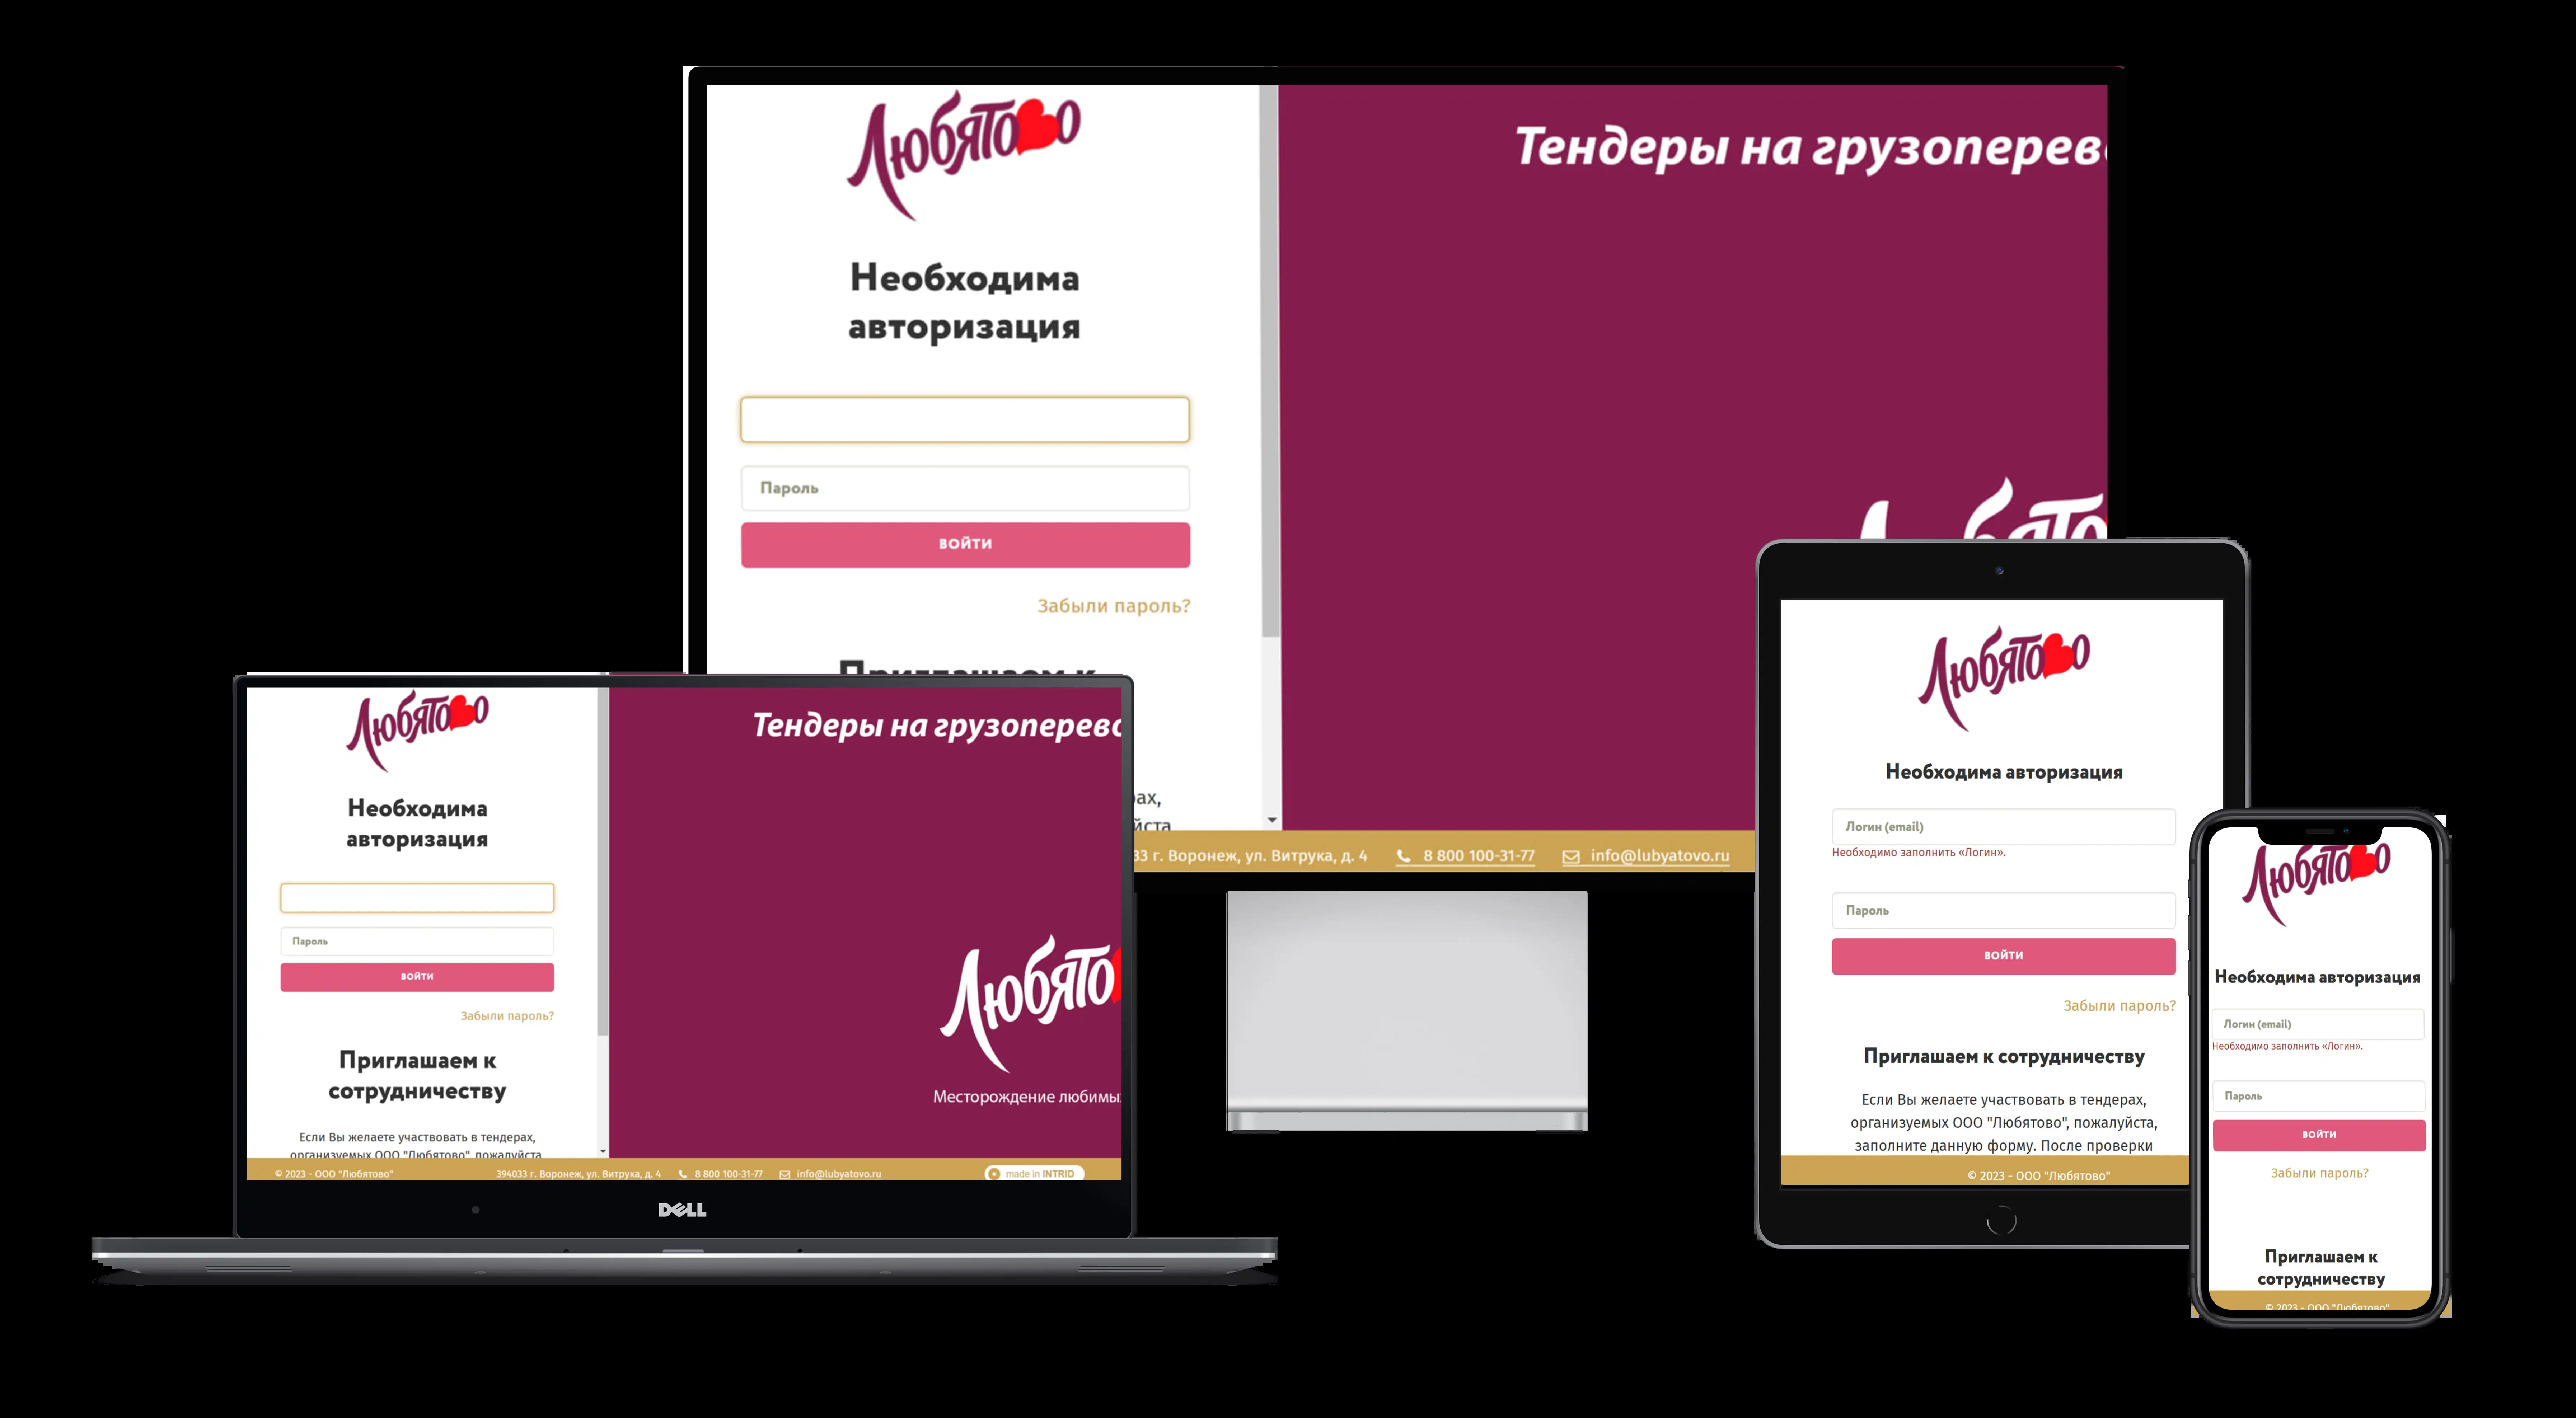 Любятово
Необходима
авторизация
Пароль
ВОЙТИ
Забыли пароль?
Приглашаем к
йста
Тендеры на грузоперев
г. Воронеж, ул. Витрука, д. 4
8 800 100-31-77
info@lubyatovo.ru
Любятово
Необходима
авторизация
Пароль
ВОЙТИ
Забыли пароль?
Приглашаем к
сотрудничеству
Если Вы желаете участвовать в тендерах,
организуемых ООО "Любятово", пожалуйста,
Тендеры на грузоперево
Любято
Месторождение любимы
© 2023 - ООО "Любятово"
394033 г. Воронеж, ул. Витрука, д. 4
8 800 100-31-77
info@lubyatovo.ru
made in INTRID
DELL
Любятово
Необходима авторизация
Логин (email)
Необходимо заполнить «Логин».
Пароль
ВОЙТИ
Забыли пароль?
Приглашаем к сотрудничеству
Если Вы желаете участвовать в тендерах,
организуемых ООО "Любятово", пожалуйста,
заполните данную форму. После проверки
© 2023 - ООО "Любятово"
Любятово
Необходима авторизация
Логин (email)
Необходимо заполнить «Логин».
Пароль
ВОЙТИ
Забыли пароль?
Приглашаем к
сотрудничеству
© 2023 - ООО "Любятово"